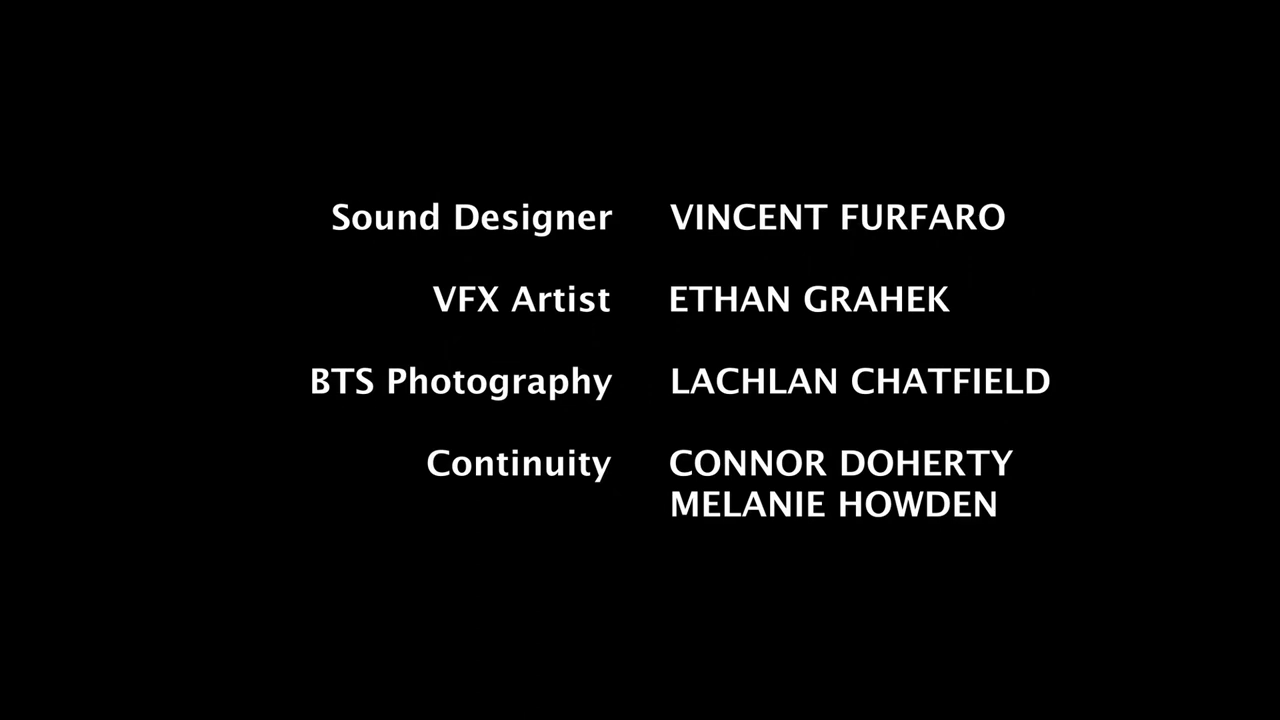 Sound Designer VINCENT FURFARO
VFX Artist ETHAN GRAHEK
BTS Photography LACHLAN CHATFIELD
Continuity CONNOR DOHERTY
MELANIE HOWDEN